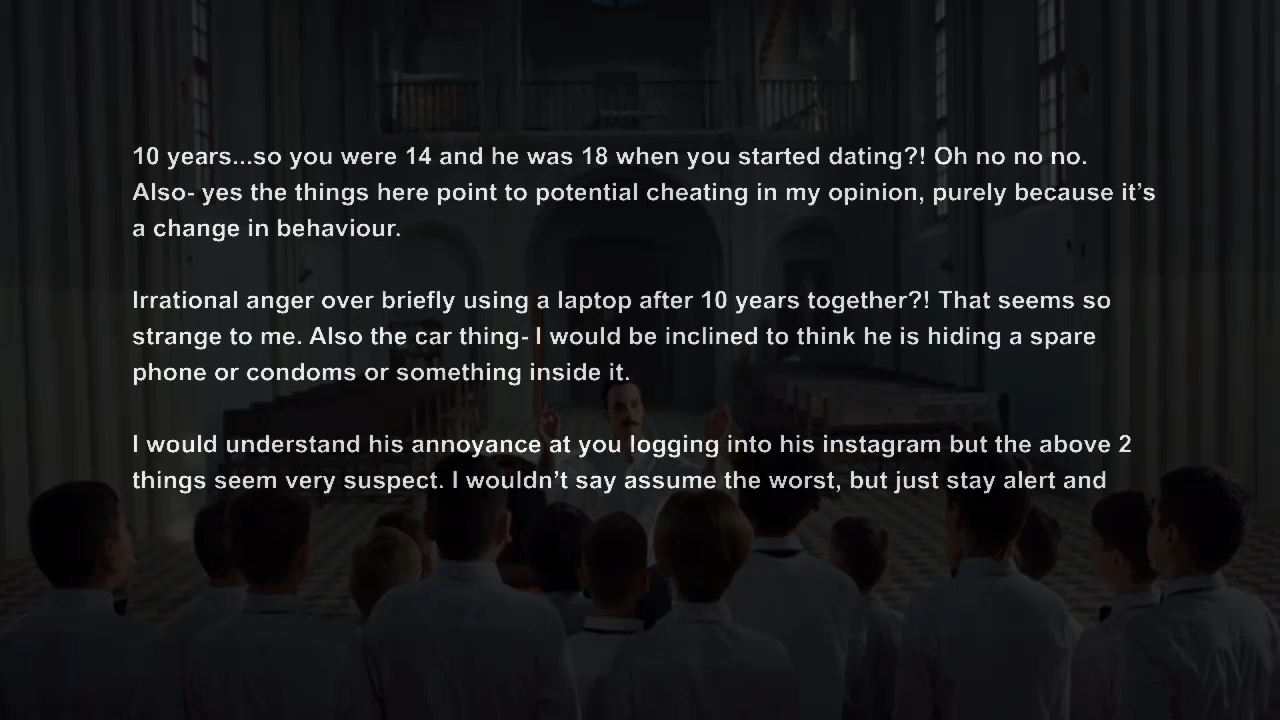 10 years...so you were 14 and he was 18 when you started dating?! Oh no no no.
Also- yes the things here point to potential cheating in my opinion, purely because it’s
a change in behaviour.
Irrational anger over briefly using a laptop after 10 years together?! That seems so
strange to me. Also the car thing- I would be inclined to think he is hiding a spare
phone or condoms or something inside it.
I would understand his annoyance at you logging into his instagram but the above 2
things seem very suspect. I wouldn’t say assume the worst, but just stay alert and